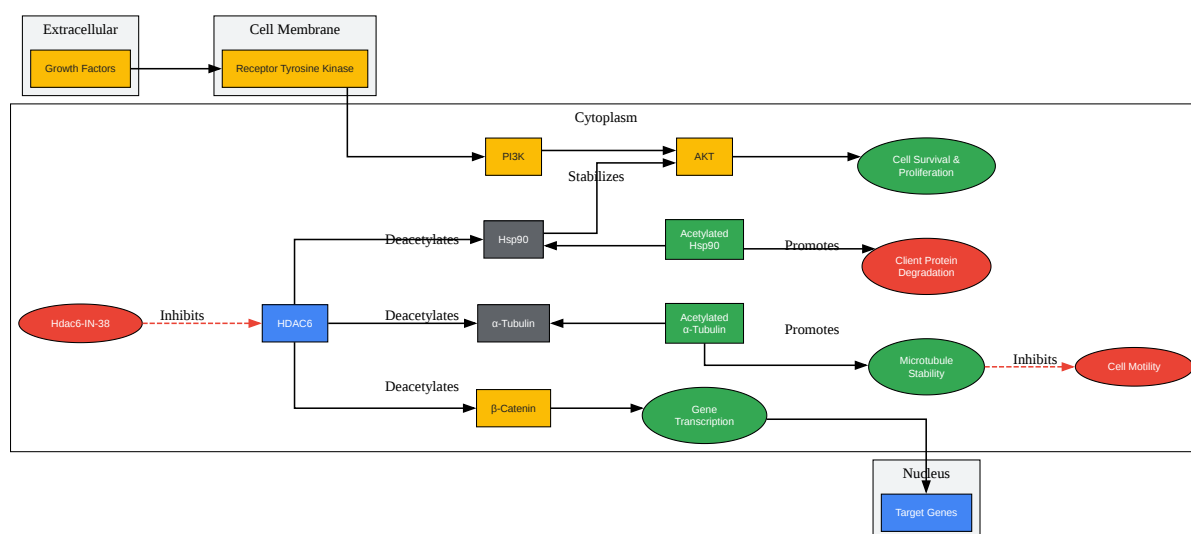 Extracellular
Cell Membrane
Growth Factors
Receptor Tyrosine Kinase
Cytoplasm
PI3K
AKT
Cell Survival &
Proliferation
Stabilizes
Deacetylates
Hsp90
Acetylated
Hsp90
Promotes
Client Protein
Degradation
Hdac6-IN-38
Inhibits
HDAC6
Deacetylates
α-Tubulin
Acetylated
α-Tubulin
Promotes
Microtubule
Stability
Inhibits
Cell Motility
Deacetylates
β-Catenin
Gene
Transcription
Nucleus
Target Genes